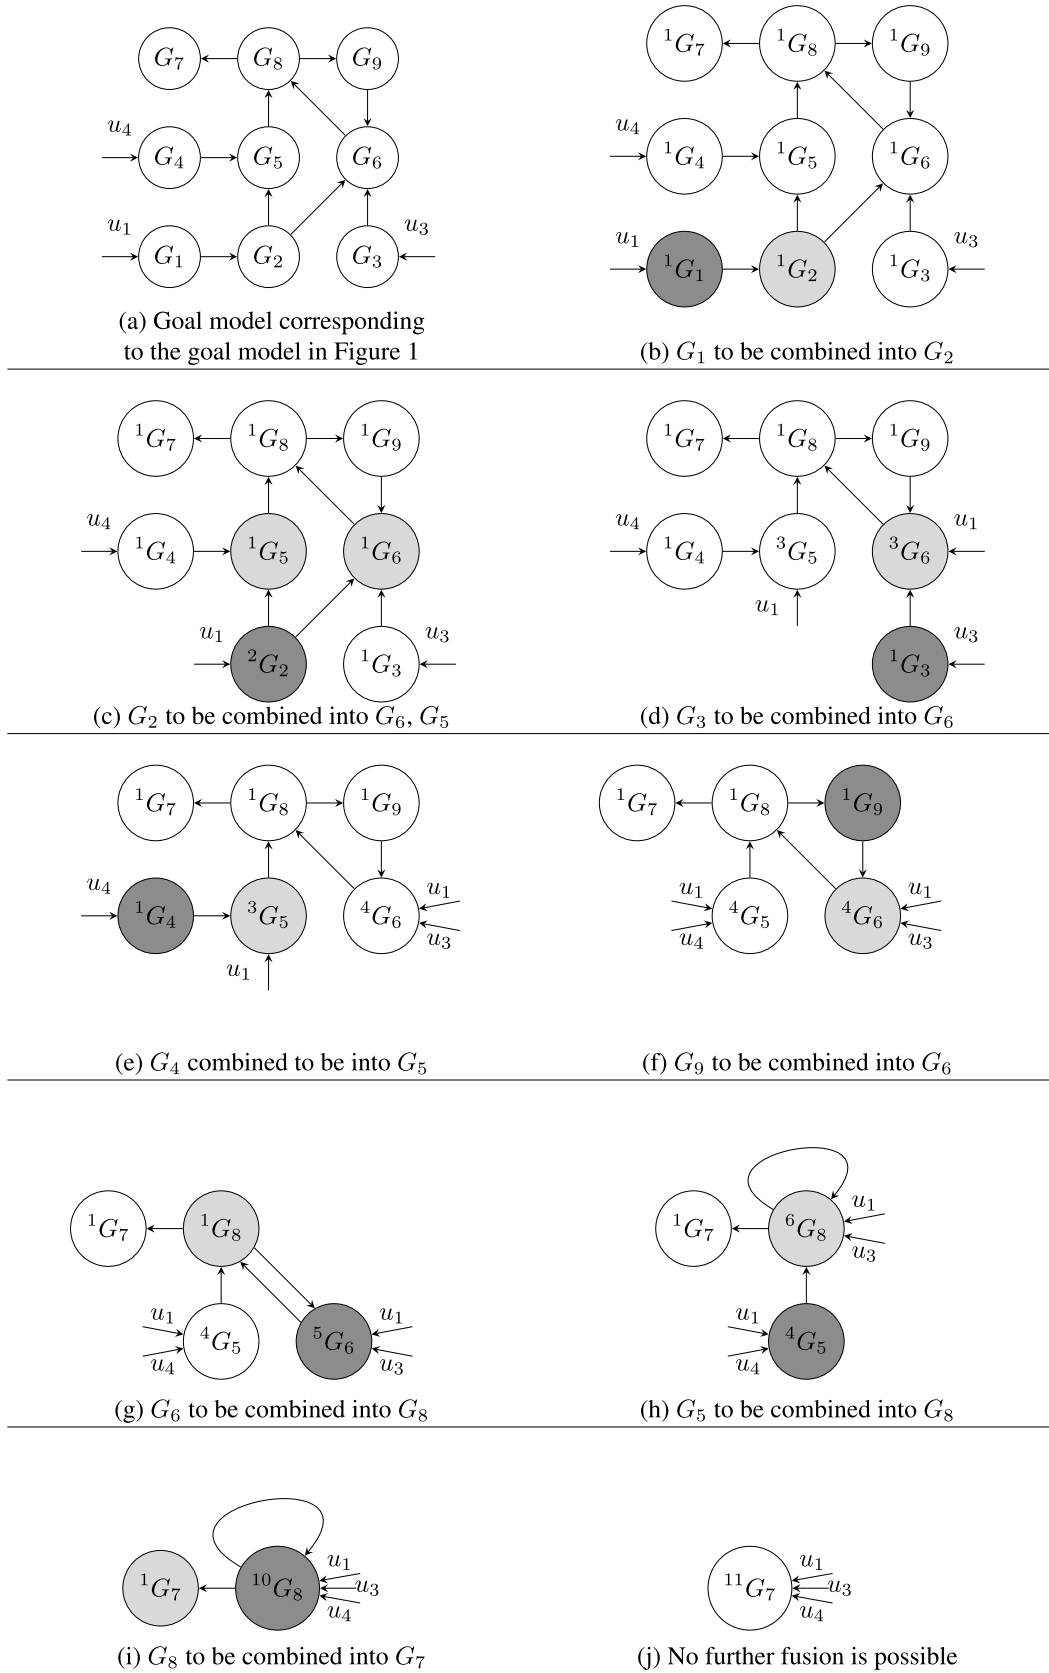 G₇ G₈ G₉
u₄
G₄ G₅ G₆
u₁ u₃
G₁ G₂ G₃
(a) Goal model corresponding
to the goal model in Figure 1
¹G₇ ¹G₈ ¹G₉
u₄
¹G₄ ¹G₅ ¹G₆
u₁ u₃
¹G₁ ¹G₂ ¹G₃
(b) G₁ to be combined into G₂
¹G₇ ¹G₈ ¹G₉
u₄
¹G₄ ¹G₅ ¹G₆
u₁ u₃
²G₂ ¹G₃
(c) G₂ to be combined into G₆, G₅
¹G₇ ¹G₈ ¹G₉
u₄ u₁
¹G₄ ³G₅ ³G₆
u₁ u₃
¹G₃
(d) G₃ to be combined into G₆
¹G₇ ¹G₈ ¹G₉
u₄ u₁
¹G₄ ³G₅ ⁴G₆
u₃
u₁
(e) G₄ combined to be into G₅
¹G₇ ¹G₈ ¹G₉
u₁ u₁
⁴G₅ ⁴G₆
u₄ u₃
(f) G₉ to be combined into G₆
¹G₇ ¹G₈
u₁ u₁
⁴G₅ ⁵G₆
u₄ u₃
(g) G₆ to be combined into G₈
u₁
¹G₇ ⁶G₈
u₃
u₁
⁴G₅
u₄
(h) G₅ to be combined into G₈
u₁
¹G₇ ¹⁰G₈ u₃
u₄
(i) G₈ to be combined into G₇
u₁
¹¹G₇ u₃
u₄
(j) No further fusion is possible